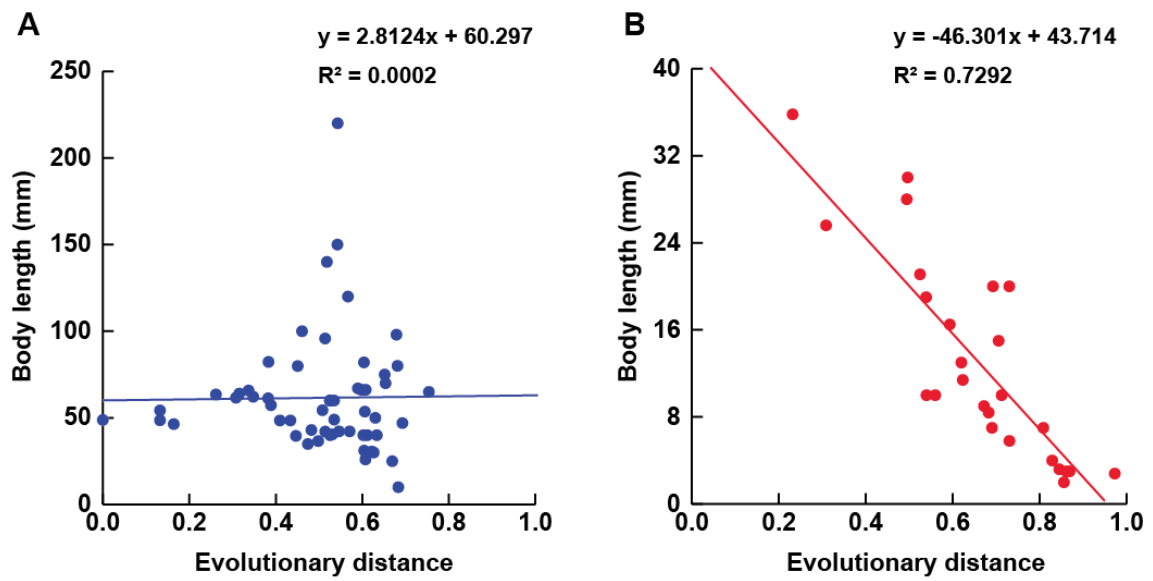 A
y = 2.8124x + 60.297
R² = 0.0002
250
200
150
100
50
0
Body length (mm)
0.0 0.2 0.4 0.6 0.8 1.0
Evolutionary distance
B
y = -46.301x + 43.714
R² = 0.7292
40
32
24
16
8
0
Body length (mm)
0.0 0.2 0.4 0.6 0.8 1.0
Evolutionary distance